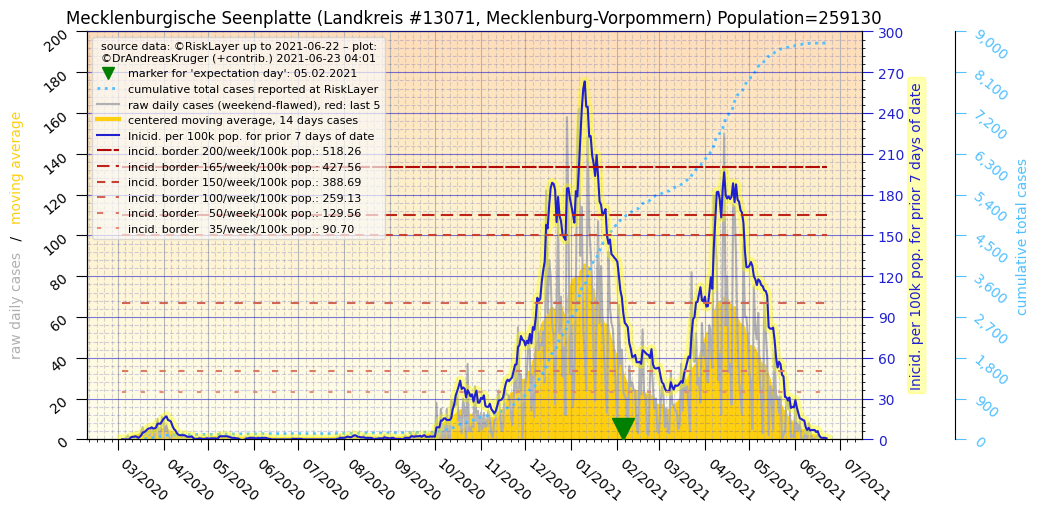 Mecklenburgische Seenplatte (Landkreis #13071, Mecklenburg-Vorpommern) Population=259130
source data: ©RiskLayer up to 2021-06-22 – plot:
©DrAndreasKruger (+contrib.) 2021-06-23 04:01
marker for 'expectation day': 05.02.2021
cumulative total cases reported at RiskLayer
raw daily cases (weekend-flawed), red: last 5
centered moving average, 14 days cases
Inicid. per 100k pop. for prior 7 days of date
incid. border 200/week/100k pop.: 518.26
incid. border 165/week/100k pop.: 427.56
incid. border 150/week/100k pop.: 388.69
incid. border 100/week/100k pop.: 259.13
incid. border   50/week/100k pop.: 129.56
incid. border   35/week/100k pop.: 90.70
raw daily cases / moving average
200
180
160
140
120
100
80
60
40
20
0
300
270
240
210
180
150
120
90
60
30
0
Inicid. per 100k pop. for prior 7 days of date
9,000
8,100
7,200
6,300
5,400
4,500
3,600
2,700
1,800
900
0
cumulative total cases
03/2020
04/2020
05/2020
06/2020
07/2020
08/2020
09/2020
10/2020
11/2020
12/2020
01/2021
02/2021
03/2021
04/2021
05/2021
06/2021
07/2021